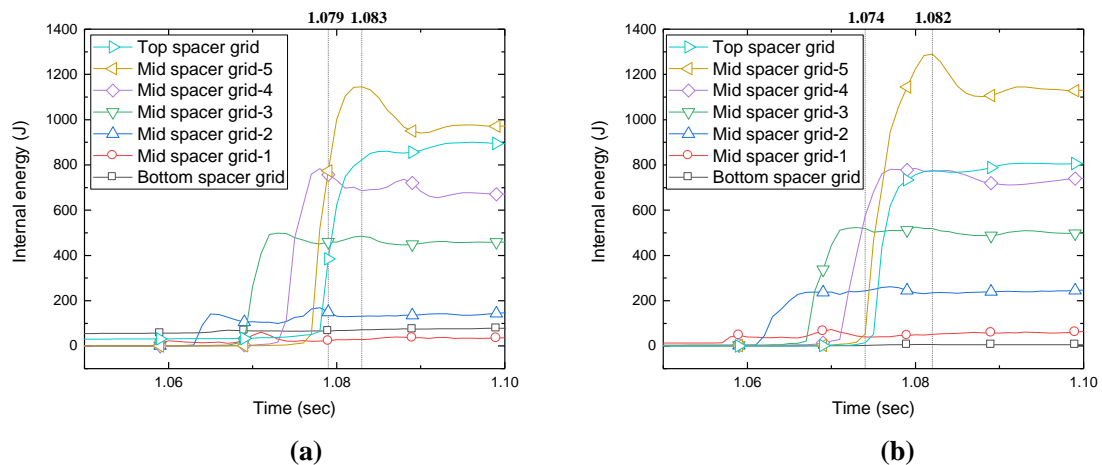 1.079 1.083
1400
1200
1000
800
600
400
200
0
Internal energy (J)
Top spacer grid
Mid spacer grid-5
Mid spacer grid-4
Mid spacer grid-3
Mid spacer grid-2
Mid spacer grid-1
Bottom spacer grid
1.06 1.08 1.10
Time (sec)
(a)
1.074 1.082
1400
1200
1000
800
600
400
200
0
Internal energy (J)
Top spacer grid
Mid spacer grid-5
Mid spacer grid-4
Mid spacer grid-3
Mid spacer grid-2
Mid spacer grid-1
Bottom spacer grid
1.06 1.08 1.10
Time (sec)
(b)